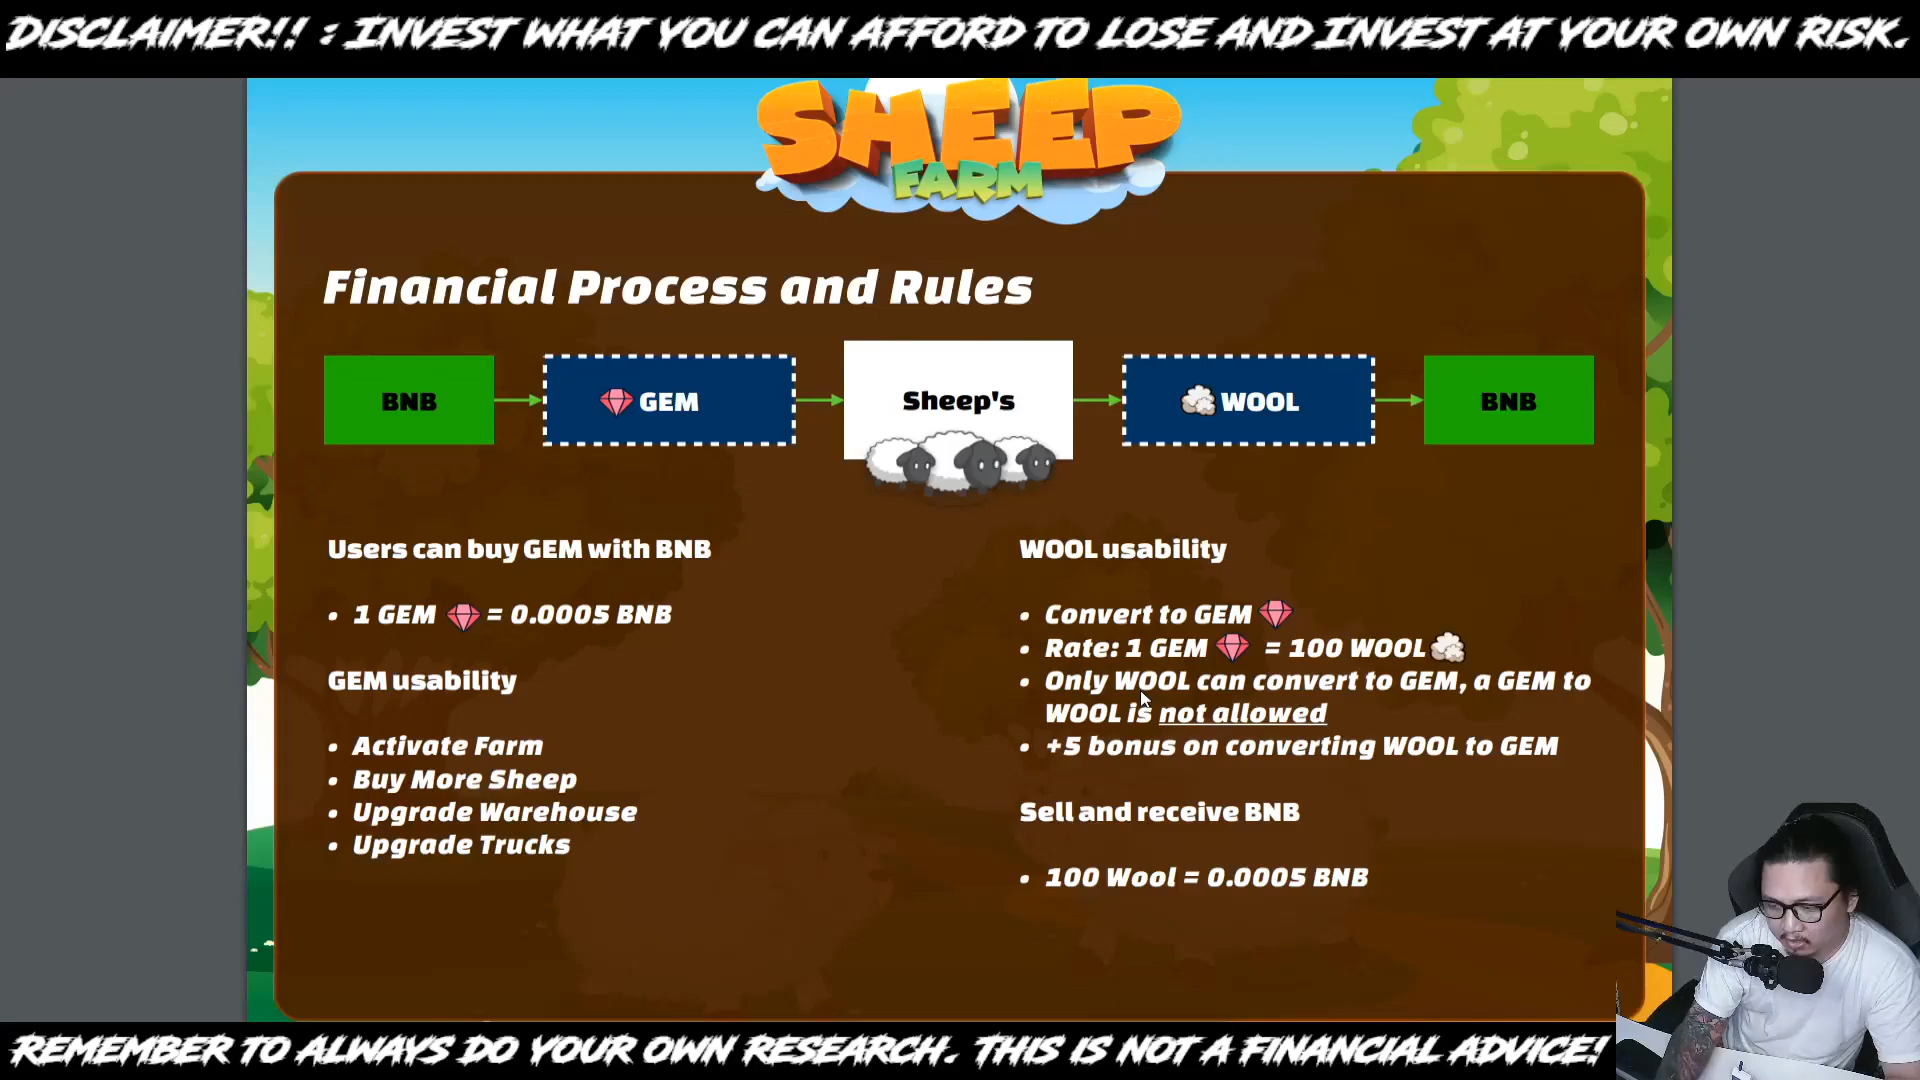 DISCLAIMER!! : INVEST WHAT YOU CAN AFFORD TO LOSE AND INVEST AT YOUR OWN RISK.
SHEEP
FARM
Financial Process and Rules
BNB
GEM
Sheep's
WOOL
BNB
Users can buy GEM with BNB
• 1 GEM = 0.0005 BNB
GEM usability
• Activate Farm
• Buy More Sheep
• Upgrade Warehouse
• Upgrade Trucks
WOOL usability
• Convert to GEM
• Rate: 1 GEM = 100 WOOL
• Only WOOL can convert to GEM, a GEM to
WOOL is not allowed
• +5 bonus on converting WOOL to GEM
Sell and receive BNB
• 100 Wool = 0.0005 BNB
REMEMBER TO ALWAYS DO YOUR OWN RESEARCH. THIS IS NOT A FINANCIAL ADVICE!